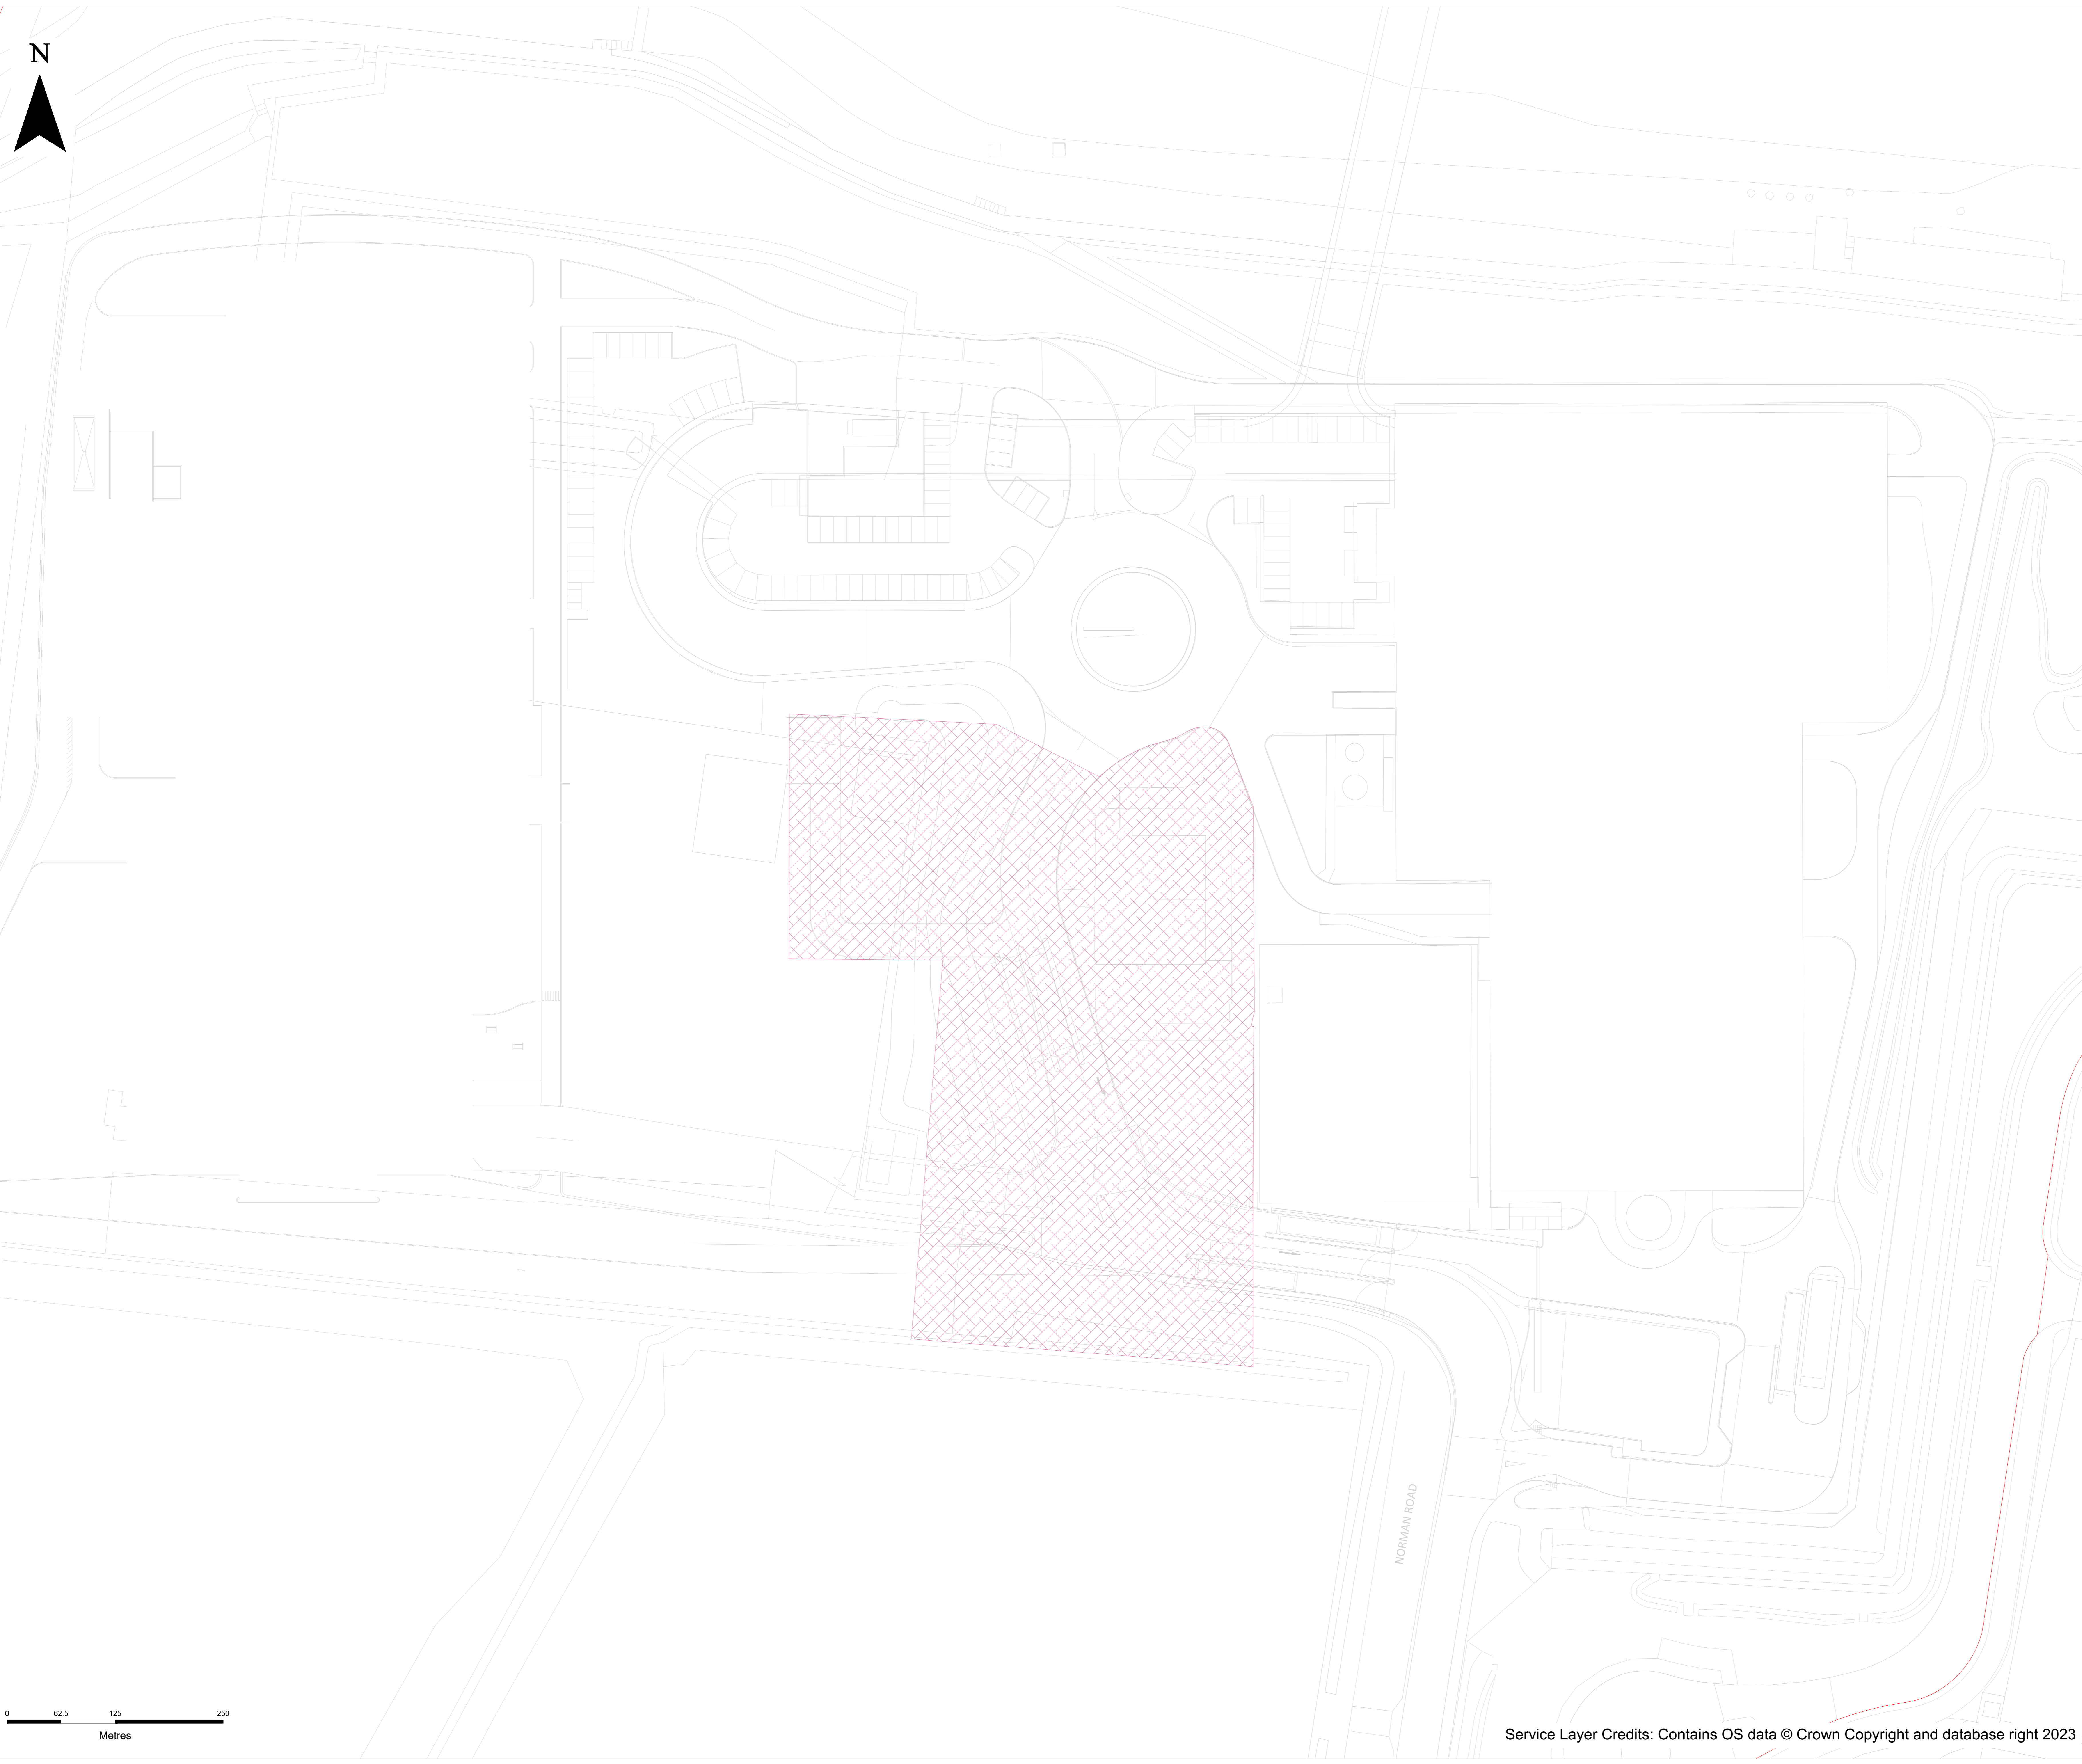 N
NORMAN ROAD
0 62.5 125 250
Metres
Service Layer Credits: Contains OS data © Crown Copyright and database right 2023